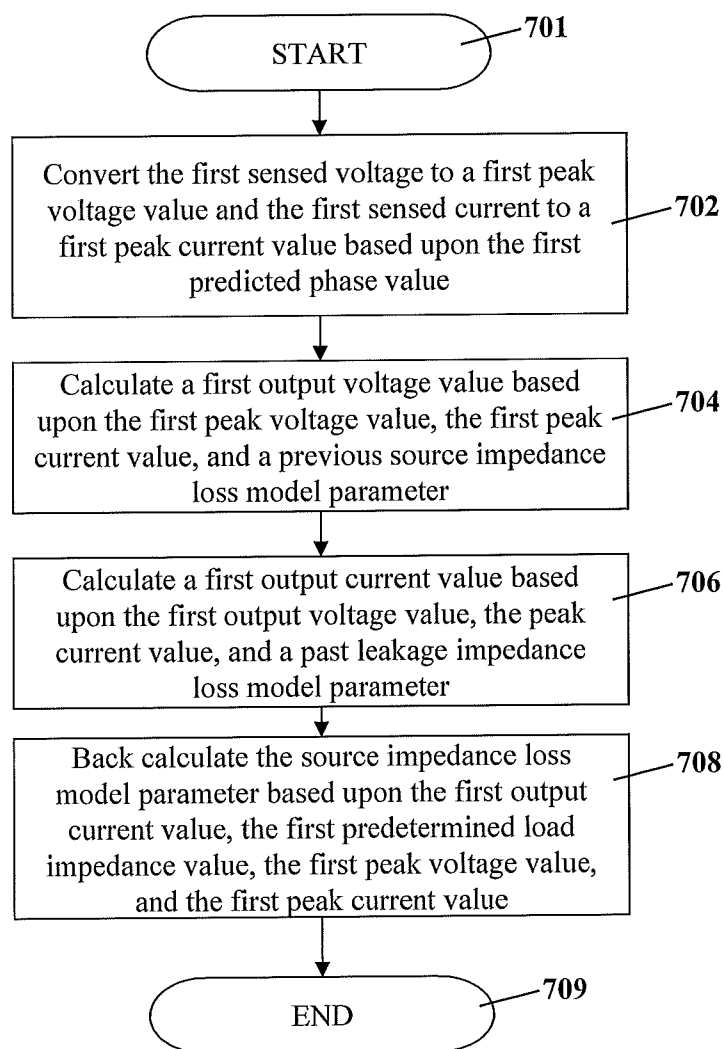 701
START
Convert the first sensed voltage to a first peak
voltage value and the first sensed current to a
first peak current value based upon the first
predicted phase value
702
Calculate a first output voltage value based
upon the first peak voltage value, the first peak
current value, and a previous source impedance
loss model parameter
704
Calculate a first output current value based
upon the first output voltage value, the peak
current value, and a past leakage impedance
loss model parameter
706
Back calculate the source impedance loss
model parameter based upon the first output
current value, the first predetermined load
impedance value, the first peak voltage value,
and the first peak current value
708
709
END